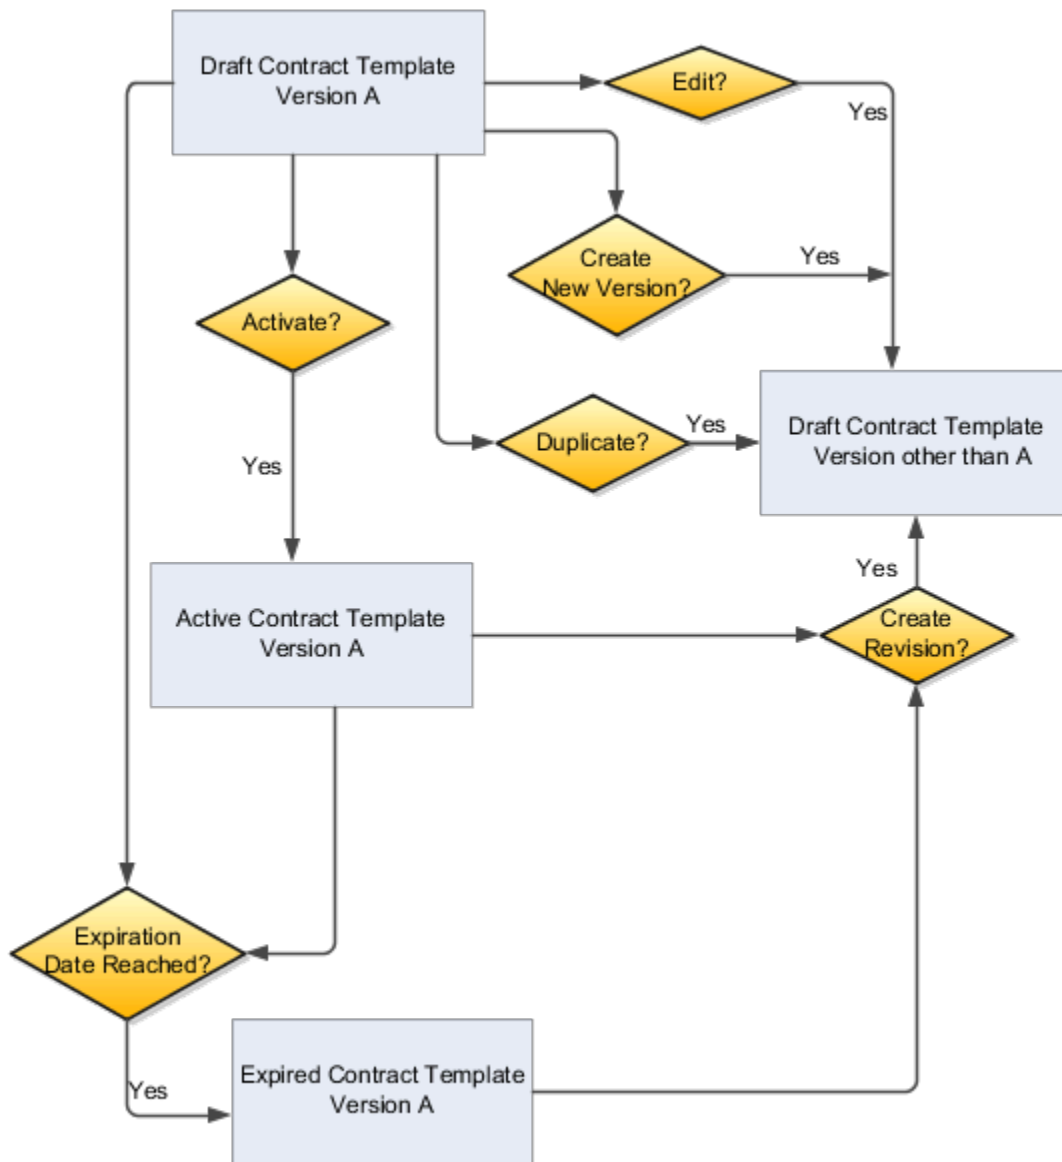 Draft Contract Template
Version A
Edit?
Yes
Create
New Version?
Yes
Activate?
Duplicate?
Yes
Draft Contract Template
Version other than A
Yes
Active Contract Template
Version A
Yes
Create
Revision?
Expiration
Date Reached?
Yes
Expired Contract Template
Version A